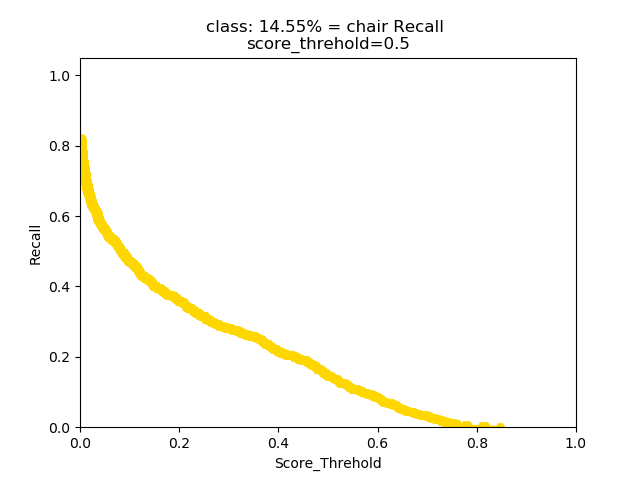 class: 14.55% = chair Recall
score_threhold=0.5
1.0
0.8
0.6
0.4
0.2
0.0
Recall
0.0 0.2 0.4 0.6 0.8 1.0
Score_Threhold